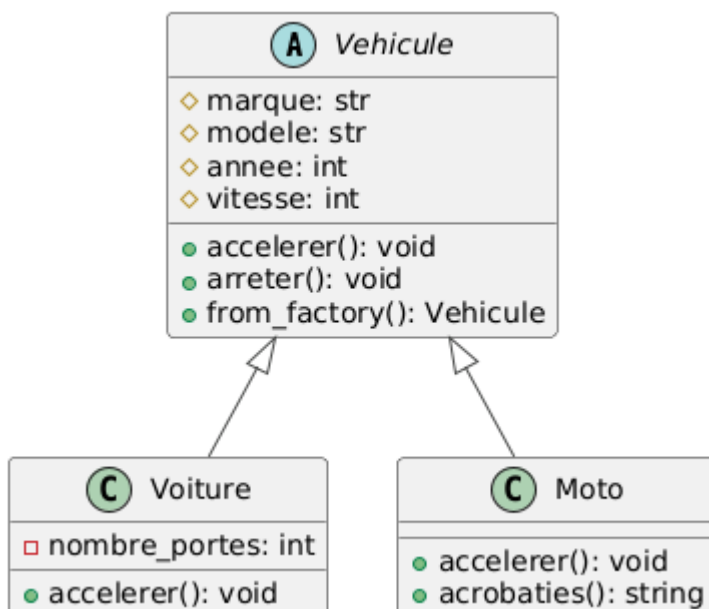 A Vehicule
marque: str
modele: str
annee: int
vitesse: int
accelerer(): void
arreter(): void
from_factory(): Vehicule
C Voiture
nombre_portes: int
accelerer(): void
C Moto
accelerer(): void
acrobaties(): string